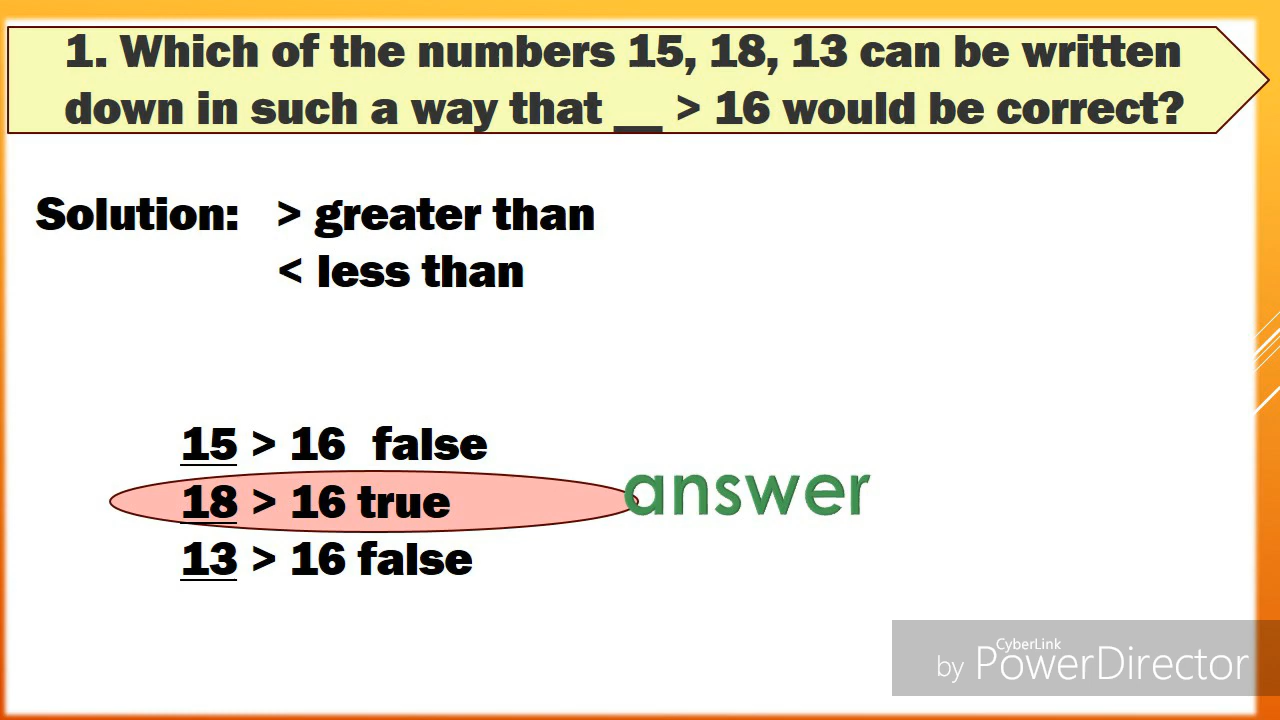 1. Which of the numbers 15, 18, 13 can be written
down in such a way that __ > 16 would be correct?
Solution: > greater than
< less than
15 > 16 false
18 > 16 true
answer
13 > 16 false
CyberLink
by PowerDirector